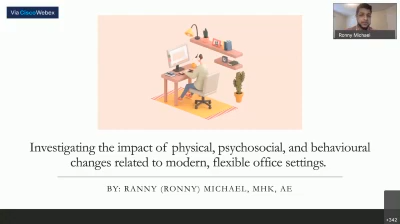 Via Cisco Webex
Ronny Michael
Investigating the impact of physical, psychosocial, and behavioural
changes related to modern, flexible office settings.
BY: RANNY (RONNY) MICHAEL, MHK, AE
+342